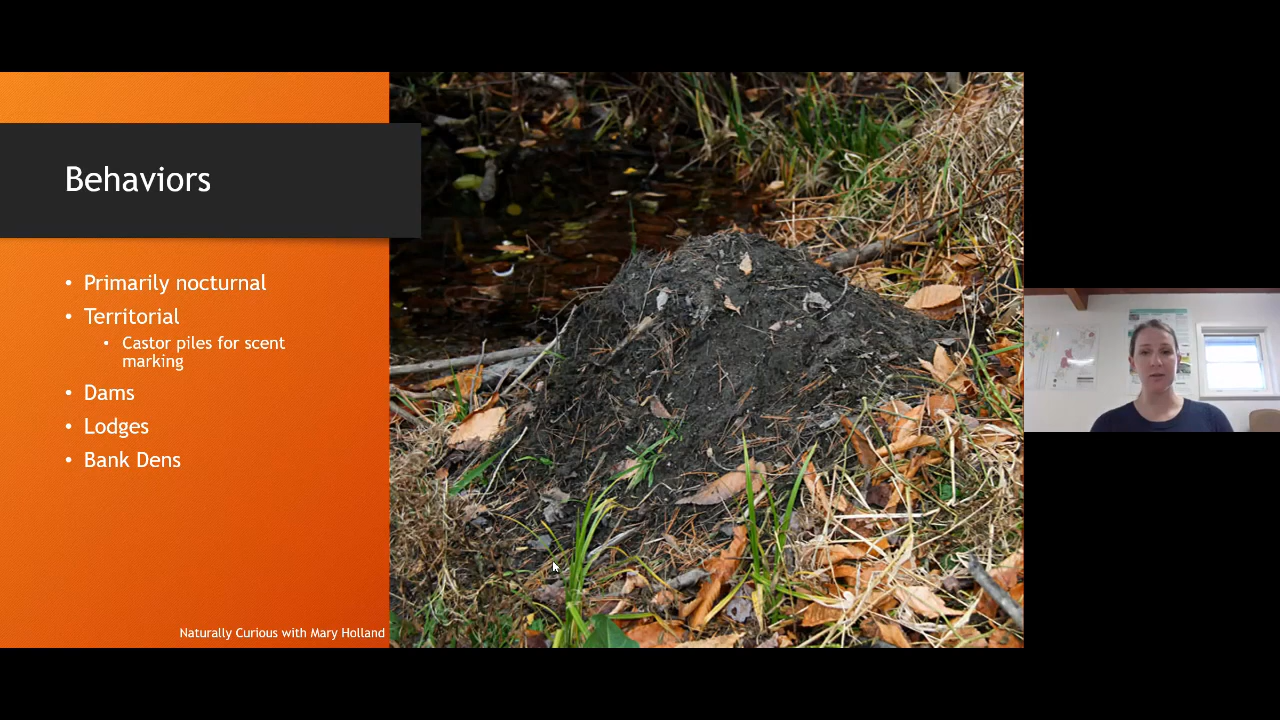 Behaviors
• Primarily nocturnal
• Territorial
• Castor piles for scent
marking
• Dams
• Lodges
• Bank Dens
Naturally Curious with Mary Holland